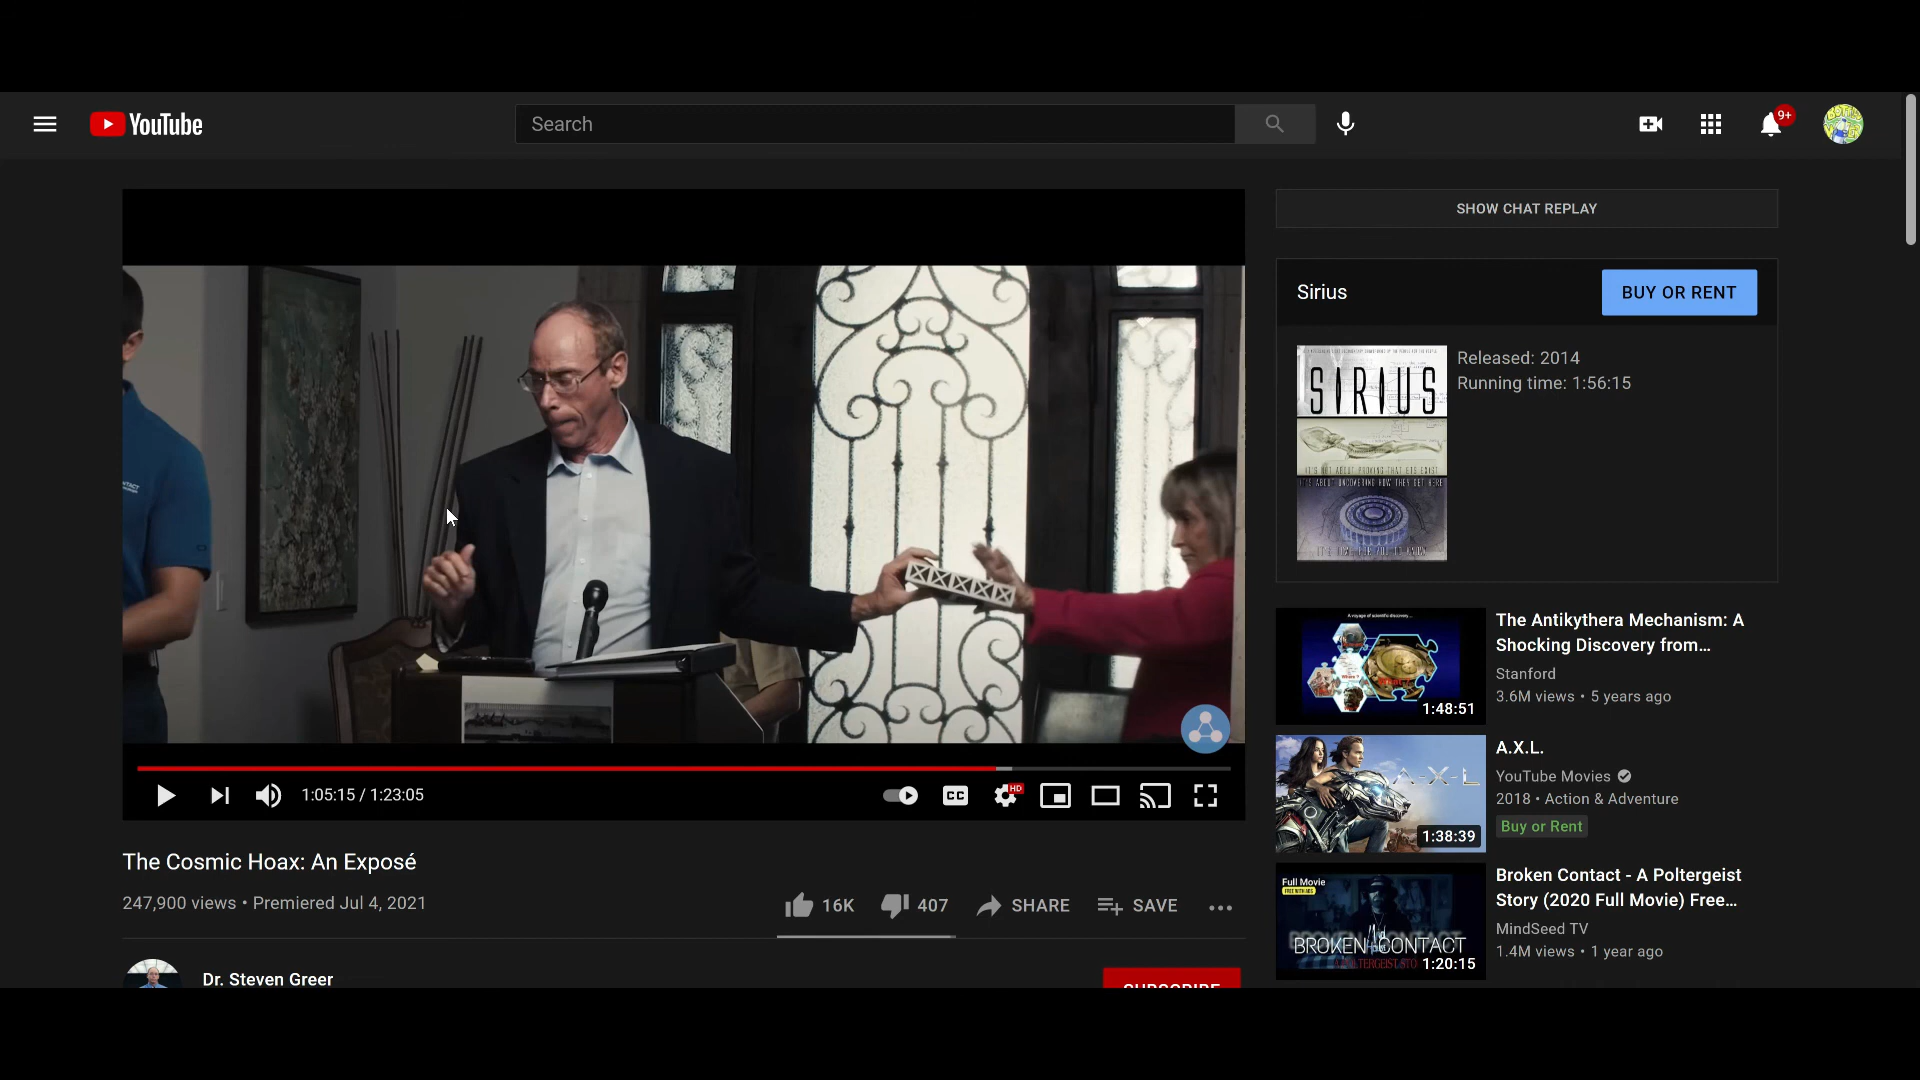 YouTube
Search
9+
SHOW CHAT REPLAY
Sirius
BUY OR RENT
SIRIUS
Released: 2014
Running time: 1:56:15
The Antikythera Mechanism: A
Shocking Discovery from...
Stanford
3.6M views • 5 years ago
1:48:51
A.X.L.
YouTube Movies
2018 • Action & Adventure
Buy or Rent
A-X-L
1:38:39
Full Movie
Broken Contact - A Poltergeist
Story (2020 Full Movie) Free...
MindSeed TV
1.4M views • 1 year ago
BROKEN CONTACT
1:20:15
1:05:15 / 1:23:05
CC
HD
The Cosmic Hoax: An Exposé
247,900 views • Premiered Jul 4, 2021
16K
407
SHARE
SAVE
Dr. Steven Greer
SUBSCRIBE